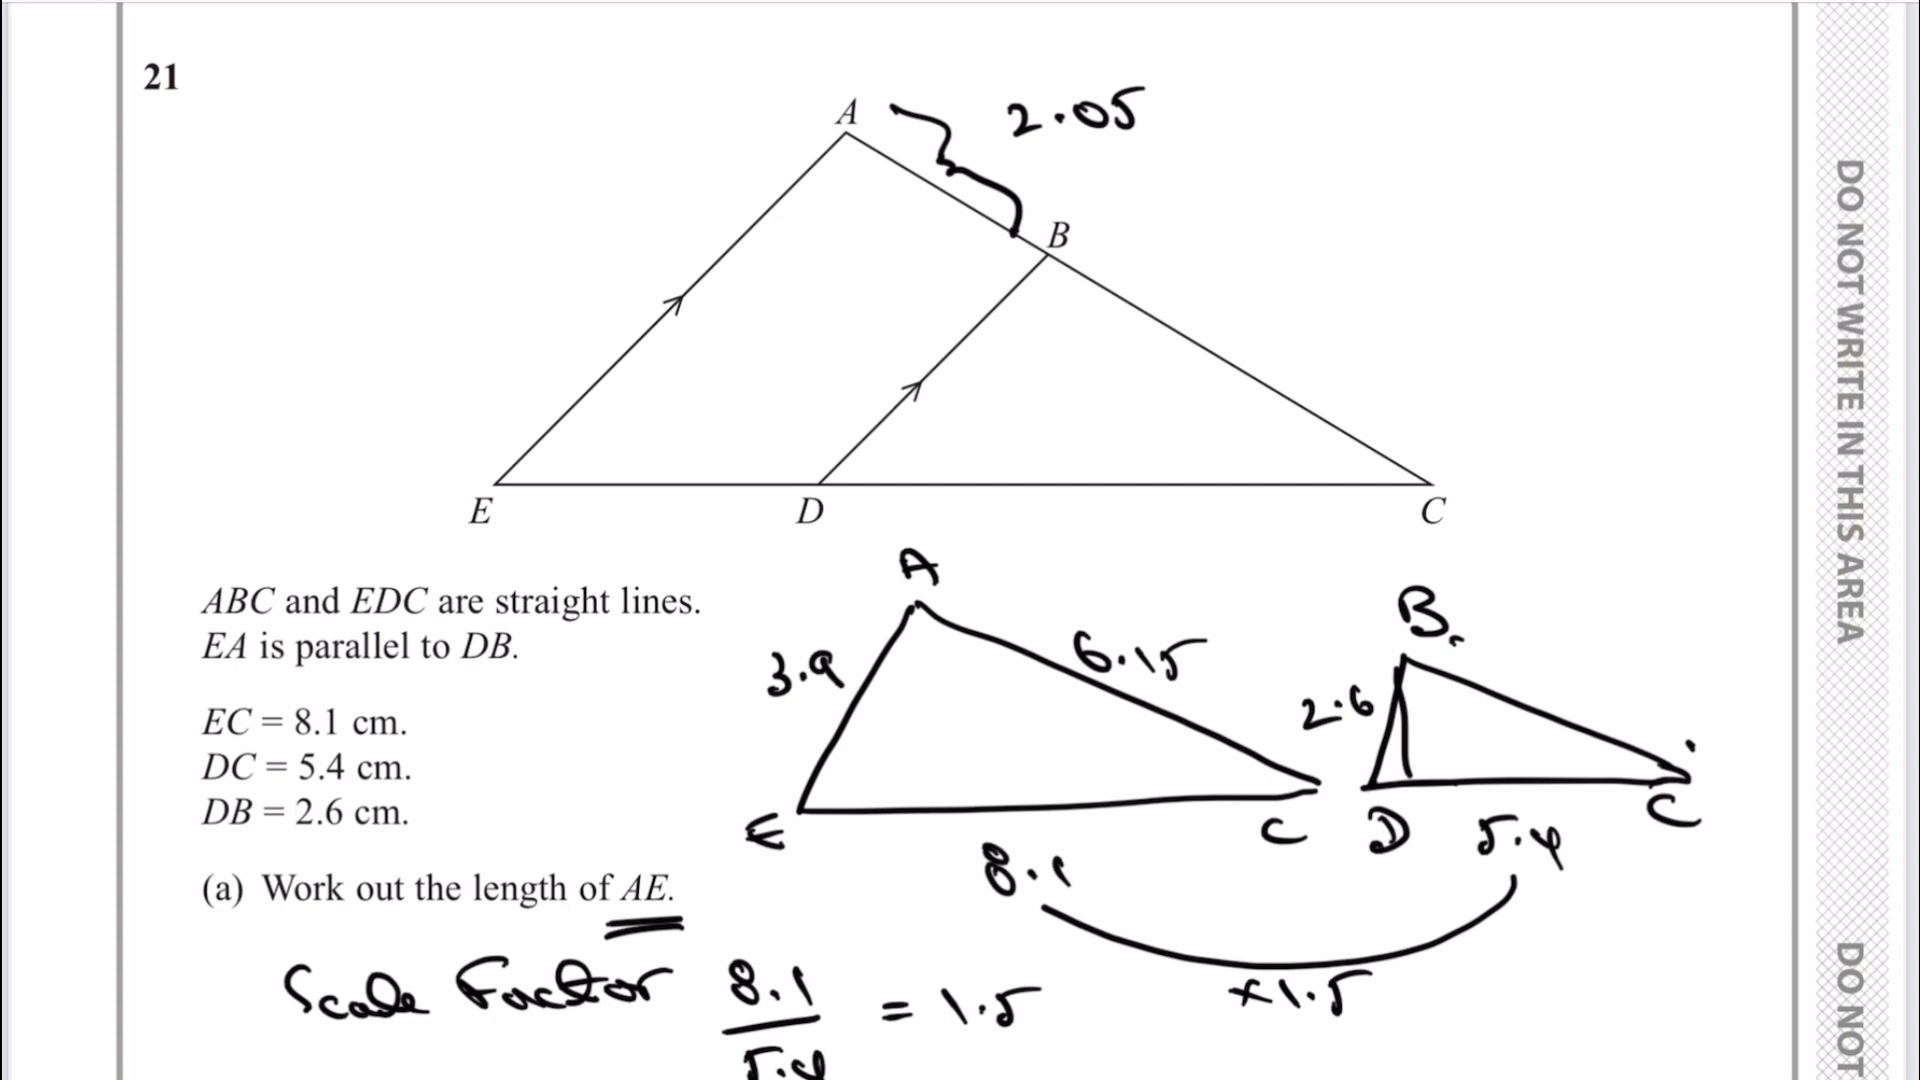 21
A
2.05
B
E
D
C
ABC and EDC are straight lines.
EA is parallel to DB.
EC = 8.1 cm.
DC = 5.4 cm.
DB = 2.6 cm.
A
3.9
6.15
E
C
8.1
B
2.6
D
C
5.4
×1.5
(a) Work out the length of AE.
Scale Factor 8.1
= 1.5
5.4
DO NOT WRITE IN THIS AREA
DO NOT